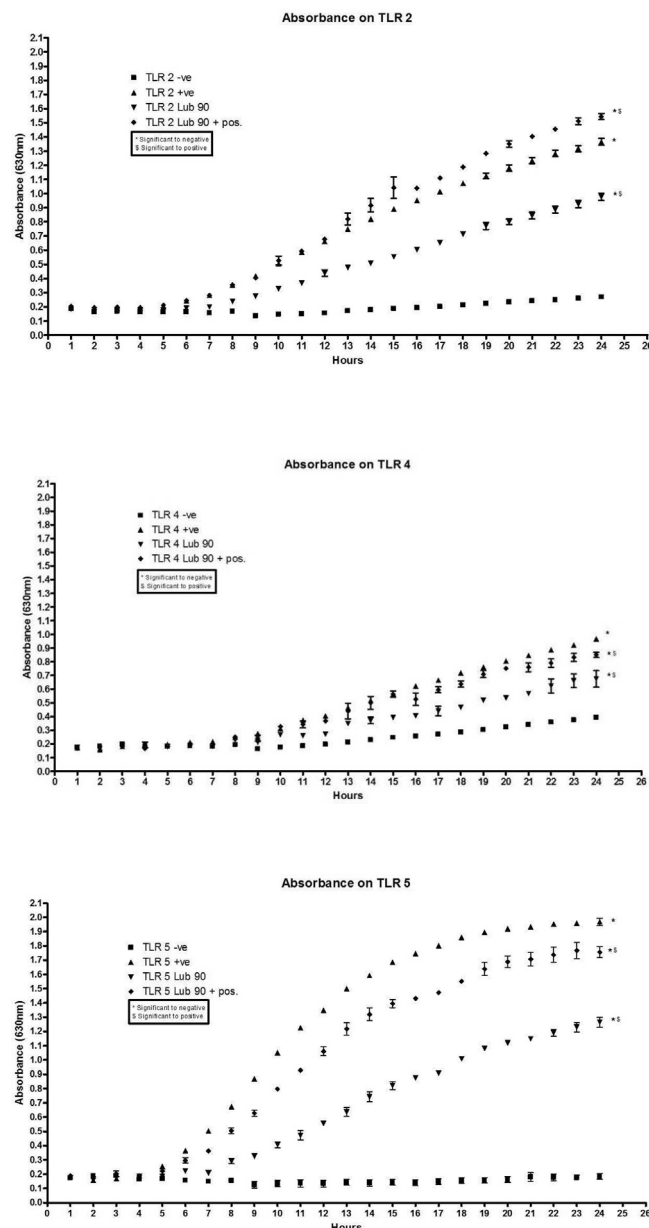 Absorbance on TLR 2
2.1
2.0
1.9
1.8
1.7
1.6
1.5
1.4
1.3
1.2
1.1
1.0
0.9
0.8
0.7
0.6
0.5
0.4
0.3
0.2
0.1
0.0
Absorbance (630nm)
TLR 2 -ve
TLR 2 +ve
TLR 2 Lub 90
TLR 2 Lub 90 + pos.
* Significant to negative
$ Significant to positive
*$
*
*$
0 1 2 3 4 5 6 7 8 9 10 11 12 13 14 15 16 17 18 19 20 21 22 23 24 25 26
Hours
Absorbance on TLR 4
2.1
2.0
1.9
1.8
1.7
1.6
1.5
1.4
1.3
1.2
1.1
1.0
0.9
0.8
0.7
0.6
0.5
0.4
0.3
0.2
0.1
0.0
Absorbance (630nm)
TLR 4 -ve
TLR 4 +ve
TLR 4 Lub 90
TLR 4 Lub 90 + pos.
* Significant to negative
$ Significant to positive
*
*$
*$
0 1 2 3 4 5 6 7 8 9 10 11 12 13 14 15 16 17 18 19 20 21 22 23 24 25 26
Hours
Absorbance on TLR 5
2.1
2.0
1.9
1.8
1.7
1.6
1.5
1.4
1.3
1.2
1.1
1.0
0.9
0.8
0.7
0.6
0.5
0.4
0.3
0.2
0.1
0.0
Absorbance (630nm)
TLR 5 -ve
TLR 5 +ve
TLR 5 Lub 90
TLR 5 Lub 90 + pos.
* Significant to negative
$ Significant to positive
*
*$
*$
0 1 2 3 4 5 6 7 8 9 10 11 12 13 14 15 16 17 18 19 20 21 22 23 24 25 26
Hours